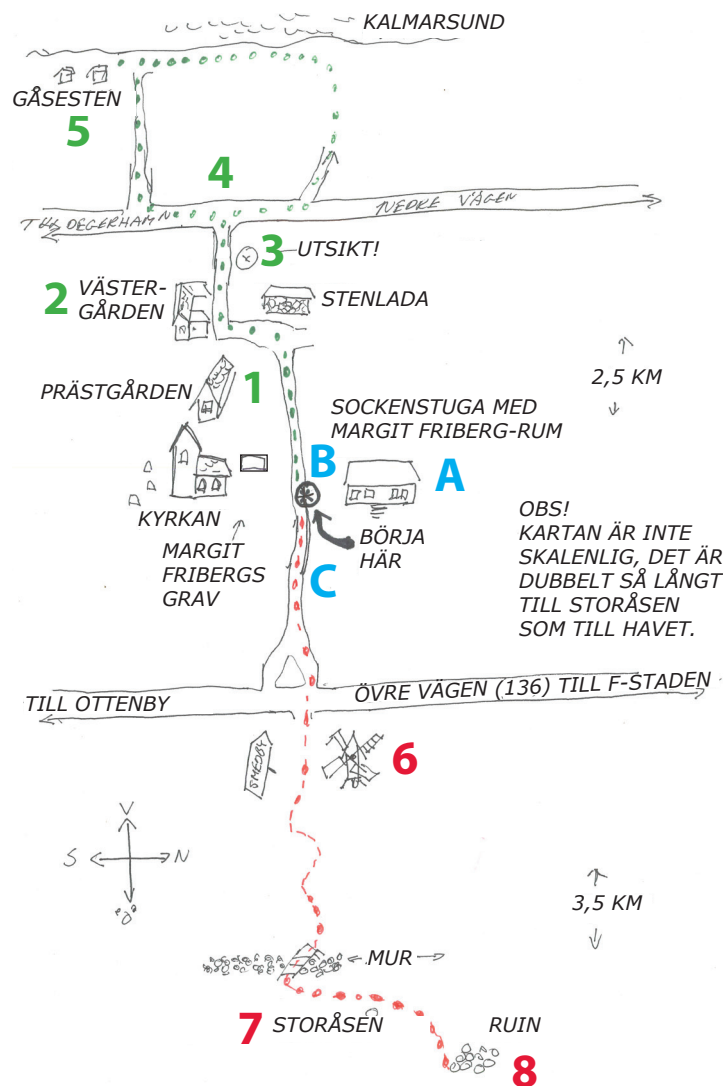 KALMARSUND
GÅSESTEN
5
4
TILL DEGERHAMN
NEDRE VÄGEN
3 UTSIKT!
2 VÄSTER-
GÅRDEN
STENLADA
PRÄSTGÅRDEN
1
2,5 KM
SOCKENSTUGA MED
MARGIT FRIBERG-RUM
B
A
KYRKAN
MARGIT
FRIBERGS
GRAV
BÖRJA
HÄR
C
OBS!
KARTAN ÄR INTE
SKALENLIG, DET ÄR
DUBBELT SÅ LÅNGT
TILL STORÅSEN
SOM TILL HAVET.
TILL OTTENBY
ÖVRE VÄGEN (136) TILL F-STADEN
SMEDBY
6
V
S
N
Ö
3,5 KM
MUR
7 STORÅSEN
RUIN
8